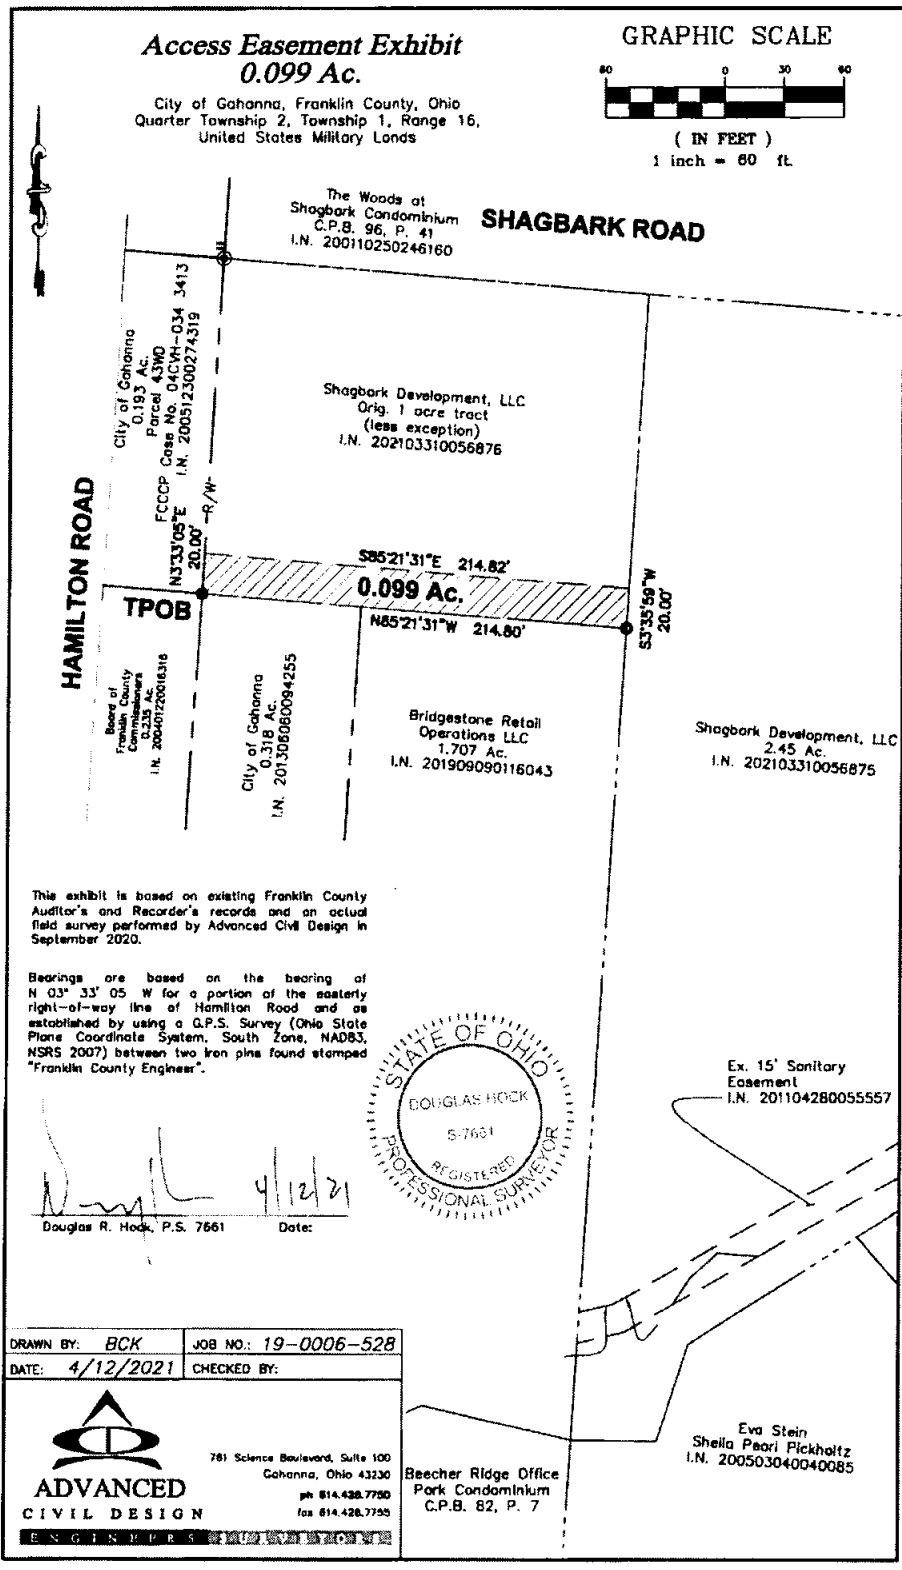 Access Easement Exhibit
0.099 Ac.
City of Gahanna, Franklin County, Ohio
Quarter Township 2, Township 1, Range 16,
United States Military Lands
GRAPHIC SCALE
60 0 30 60
( IN FEET )
1 inch = 60 ft.
The Woods at
Shagbark Condominium
C.P.B. 96, P. 41
I.N. 200110250246160
SHAGBARK ROAD
City of Gahanna
0.193 Ac.
Parcel 43WD
FCCCP Case No. 04CVH-034 3413
I.N. 200512300274319
Shagbark Development, LLC
Orig. 1 acre tract
(less exception)
I.N. 202103310056876
HAMILTON ROAD
R/W
N3°33'05"E
20.00'
S85°21'31"E 214.82'
0.099 Ac.
N85°21'31"W 214.80'
S3°35'59"W
20.00'
TPOB
Board of
Franklin County
Commissioners
0.235 Ac.
I.N. 200401220016316
City of Gahanna
0.318 Ac.
I.N. 201306060094255
Bridgestone Retail
Operations LLC
1.707 Ac.
I.N. 201909090116043
Shagbark Development, LLC
2.45 Ac.
I.N. 202103310056875
This exhibit is based on existing Franklin County
Auditor's and Recorder's records and an actual
field survey performed by Advanced Civil Design in
September 2020.
Bearings are based on the bearing of
N 03° 33' 05 W for a portion of the easterly
right-of-way line of Hamilton Road and as
established by using a G.P.S. Survey (Ohio State
Plane Coordinate System, South Zone, NAD83,
NSRS 2007) between two iron pins found stamped
"Franklin County Engineer".
STATE OF OHIO
DOUGLAS HOCK
S-7661
REGISTERED
PROFESSIONAL SURVEYOR
4/12/21
Douglas R. Hock, P.S. 7661 Date:
Ex. 15' Sanitary
Easement
I.N. 201104280055557
DRAWN BY: BCK JOB NO.: 19-0006-528
DATE: 4/12/2021 CHECKED BY:
ADVANCED
CIVIL DESIGN
ENGINEERS SURVEYORS
781 Science Boulevard, Suite 100
Gahanna, Ohio 43230
ph 614.428.7750
fax 614.428.7755
Beecher Ridge Office
Park Condominium
C.P.B. 82, P. 7
Eva Stein
Sheila Pearl Pickholtz
I.N. 200503040040085